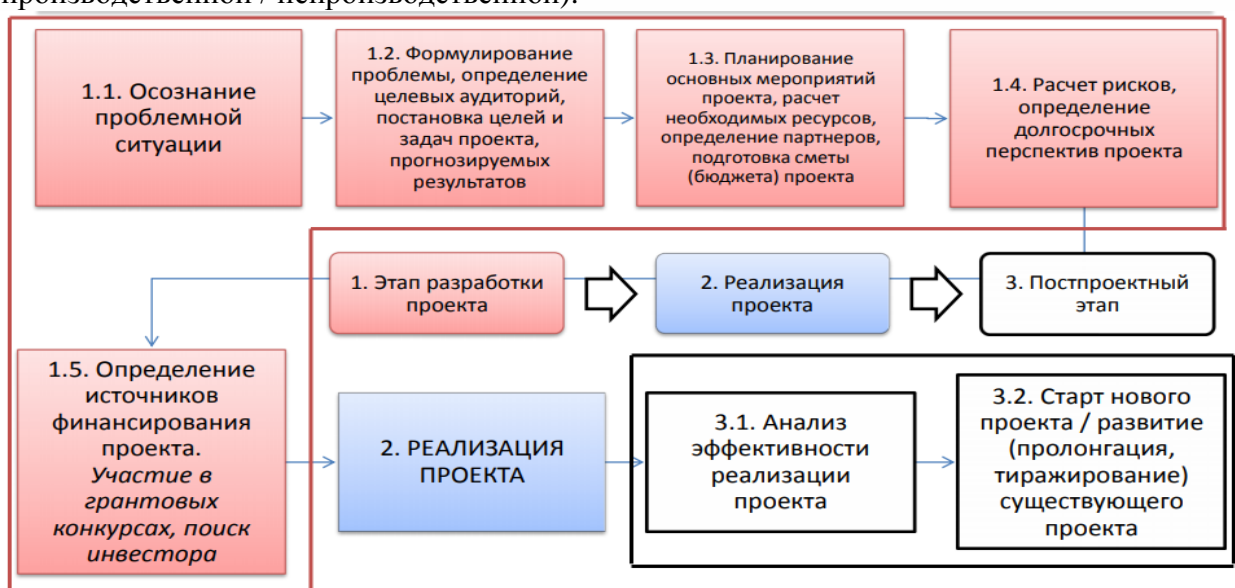 производственной / непроизводственной).
1.1. Осознание
проблемной
ситуации
1.2. Формулирование
проблемы, определение
целевых аудиторий,
постановка целей и
задач проекта,
прогнозируемых
результатов
1.3. Планирование
основных мероприятий
проекта, расчет
необходимых ресурсов,
определение партнеров,
подготовка сметы
(бюджета) проекта
1.4. Расчет рисков,
определение
долгосрочных
перспектив проекта
1. Этап разработки
проекта
2. Реализация
проекта
3. Постпроектный
этап
1.5. Определение
источников
финансирования
проекта.
Участие в
грантовых
конкурсах, поиск
инвестора
2. РЕАЛИЗАЦИЯ
ПРОЕКТА
3.1. Анализ
эффективности
реализации
проекта
3.2. Старт нового
проекта / развитие
(пролонгация,
тиражирование)
существующего
проекта